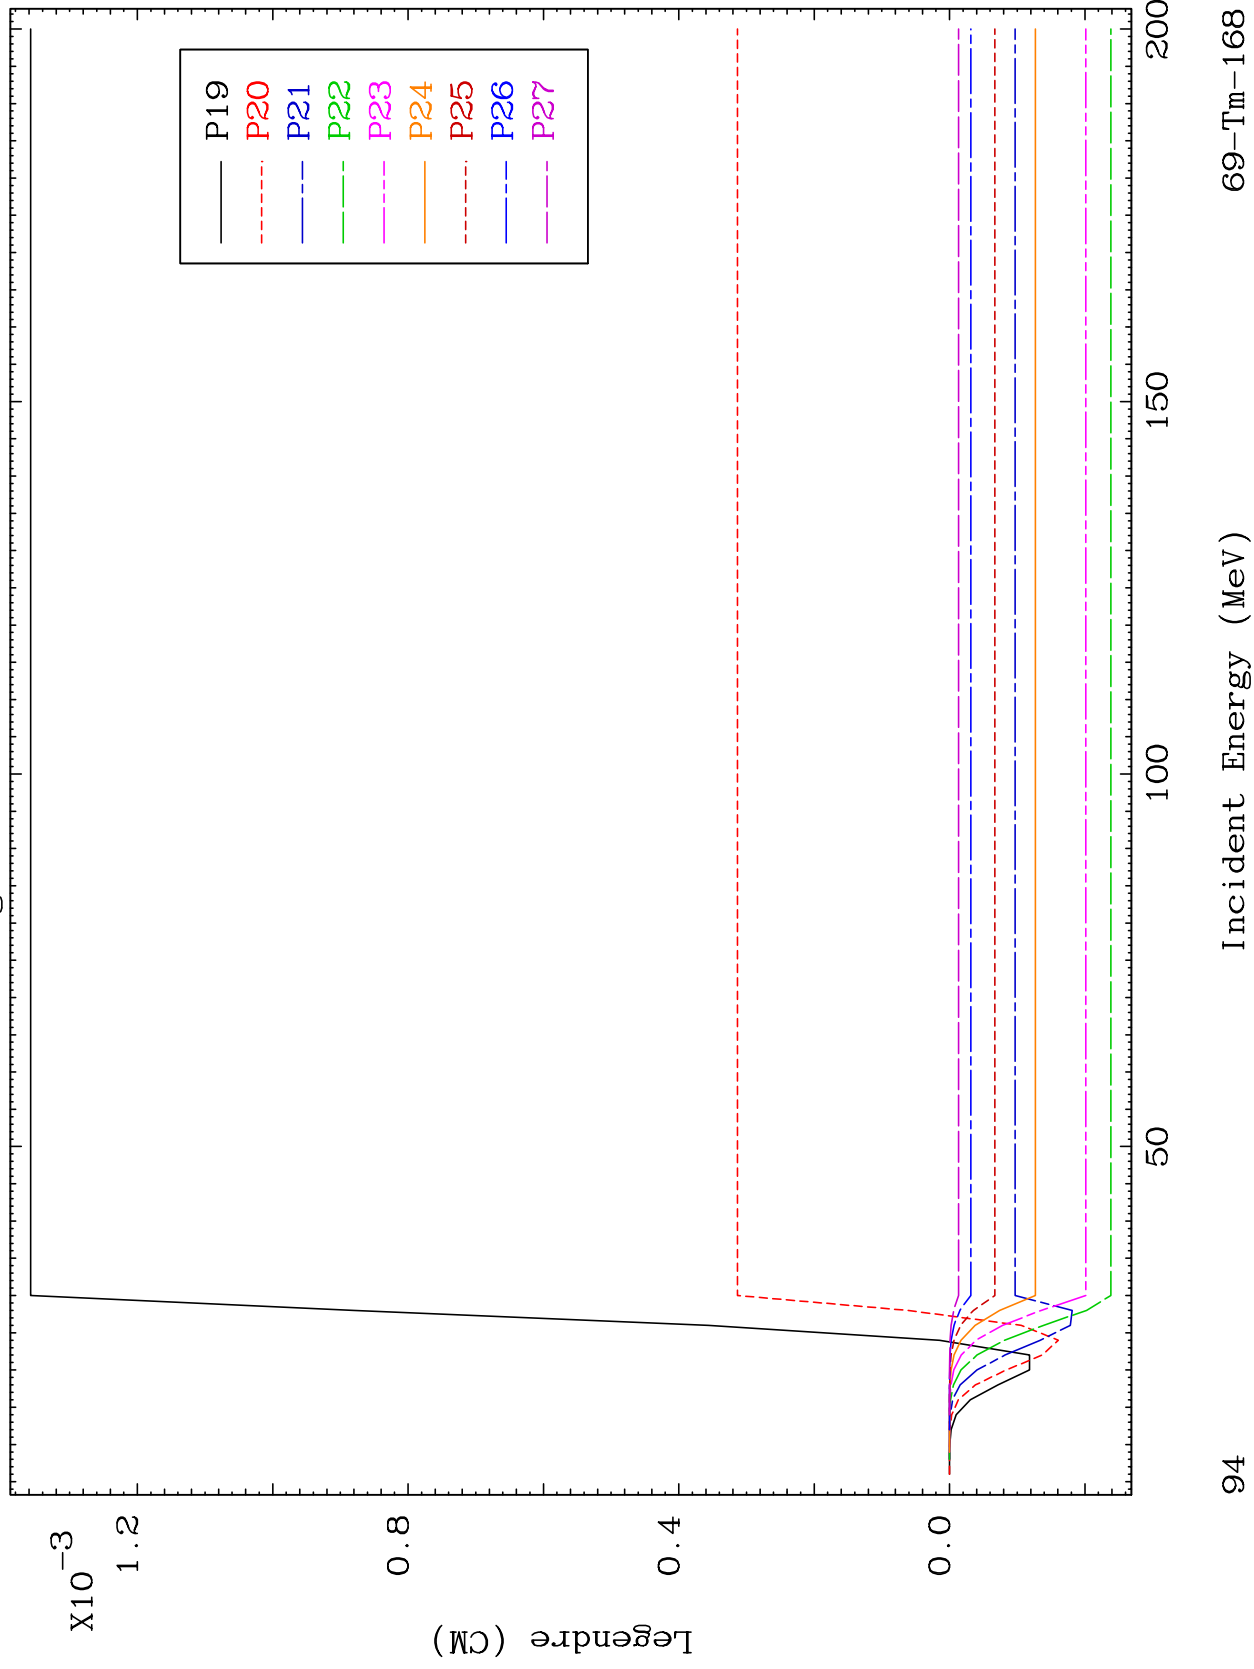 X10-3
1.2
0.8
0.4
0.0
Legendre (CM)
P19
P20
P21
P22
P23
P24
P25
P26
P27
50
100
150
200
94
Incident Energy (MeV)
69-Tm-168